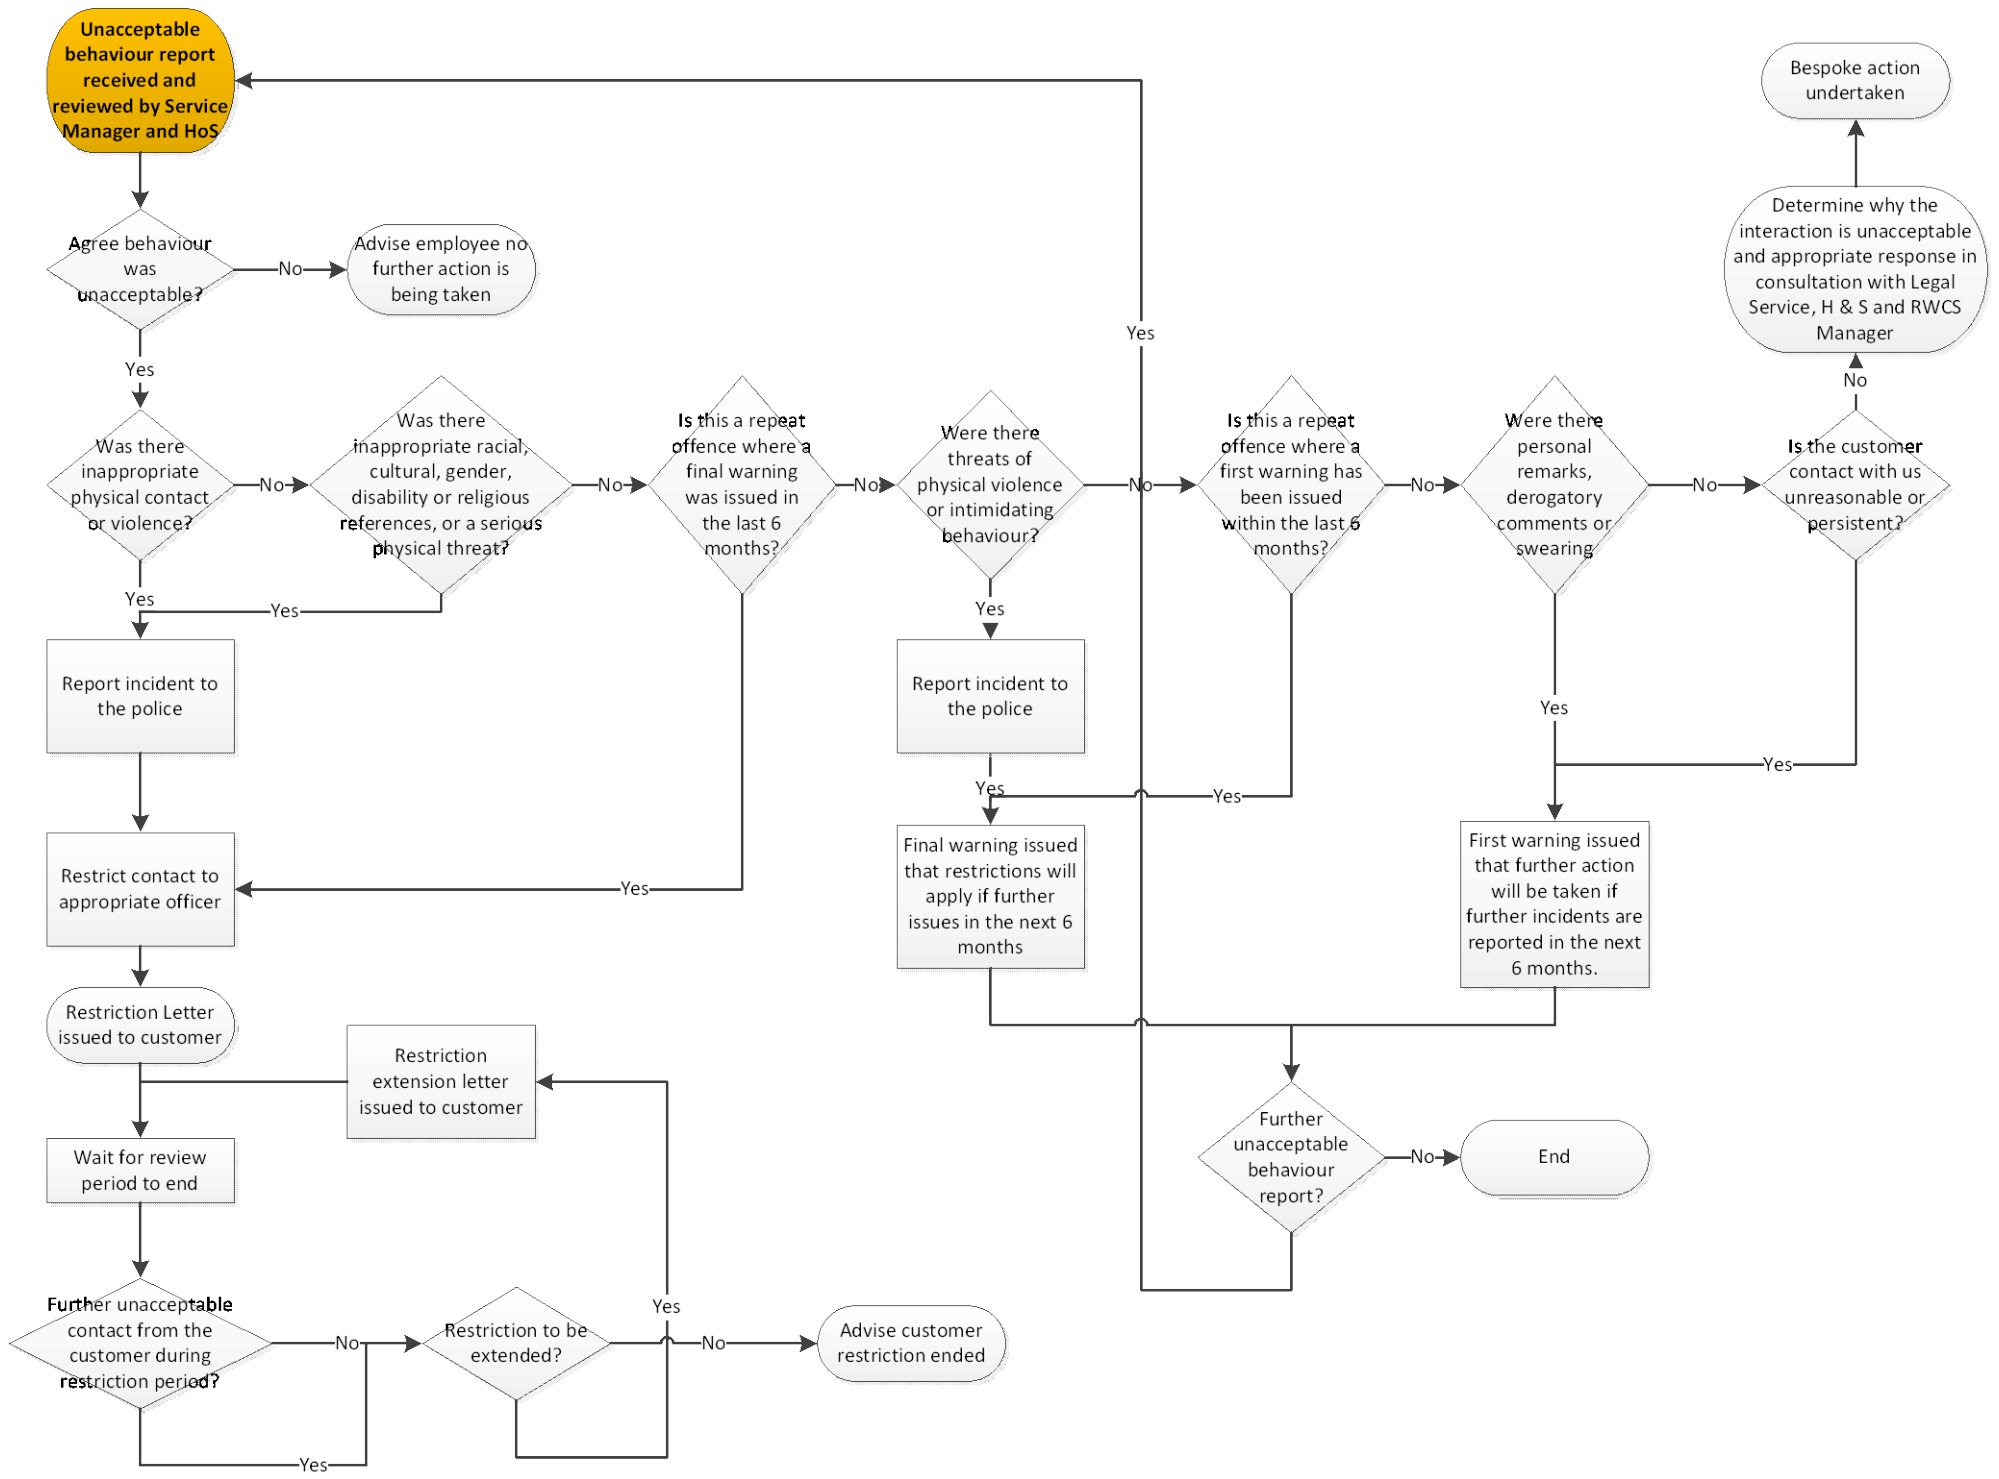 Unacceptable
behaviour report
received and
reviewed by Service
Manager and HoS
Bespoke action
undertaken
Determine why the
interaction is unacceptable
and appropriate response in
consultation with Legal
Service, H & S and RWCS
Manager
Agree behaviour
was
unacceptable?
No
Advise employee no
further action is
being taken
Yes
Yes
No
Was there
inappropriate
physical contact
or violence?
No
Was there
inappropriate racial,
cultural, gender,
disability or religious
references, or a serious
physical threat?
No
Is this a repeat
offence where a
final warning
was issued in
the last 6
months?
No
Were there
threats of
physical violence
or intimidating
behaviour?
No
Is this a repeat
offence where a
first warning has
been issued
within the last 6
months?
No
Were there
personal
remarks,
derogatory
comments or
swearing
No
Is the customer
contact with us
unreasonable or
persistent?
Yes
Yes
Yes
Report incident to
the police
Report incident to
the police
Yes
Yes
Yes
Yes
Restrict contact to
appropriate officer
Yes
Final warning issued
that restrictions will
apply if further
issues in the next 6
months
First warning issued
that further action
will be taken if
further incidents are
reported in the next
6 months.
Restriction Letter
issued to customer
Restriction
extension letter
issued to customer
Wait for review
period to end
Further
unacceptable
behaviour
report?
No
End
Further unacceptable
contact from the
customer during
restriction period?
No
Yes
Restriction to be
extended?
Yes
No
Advise customer
restriction ended